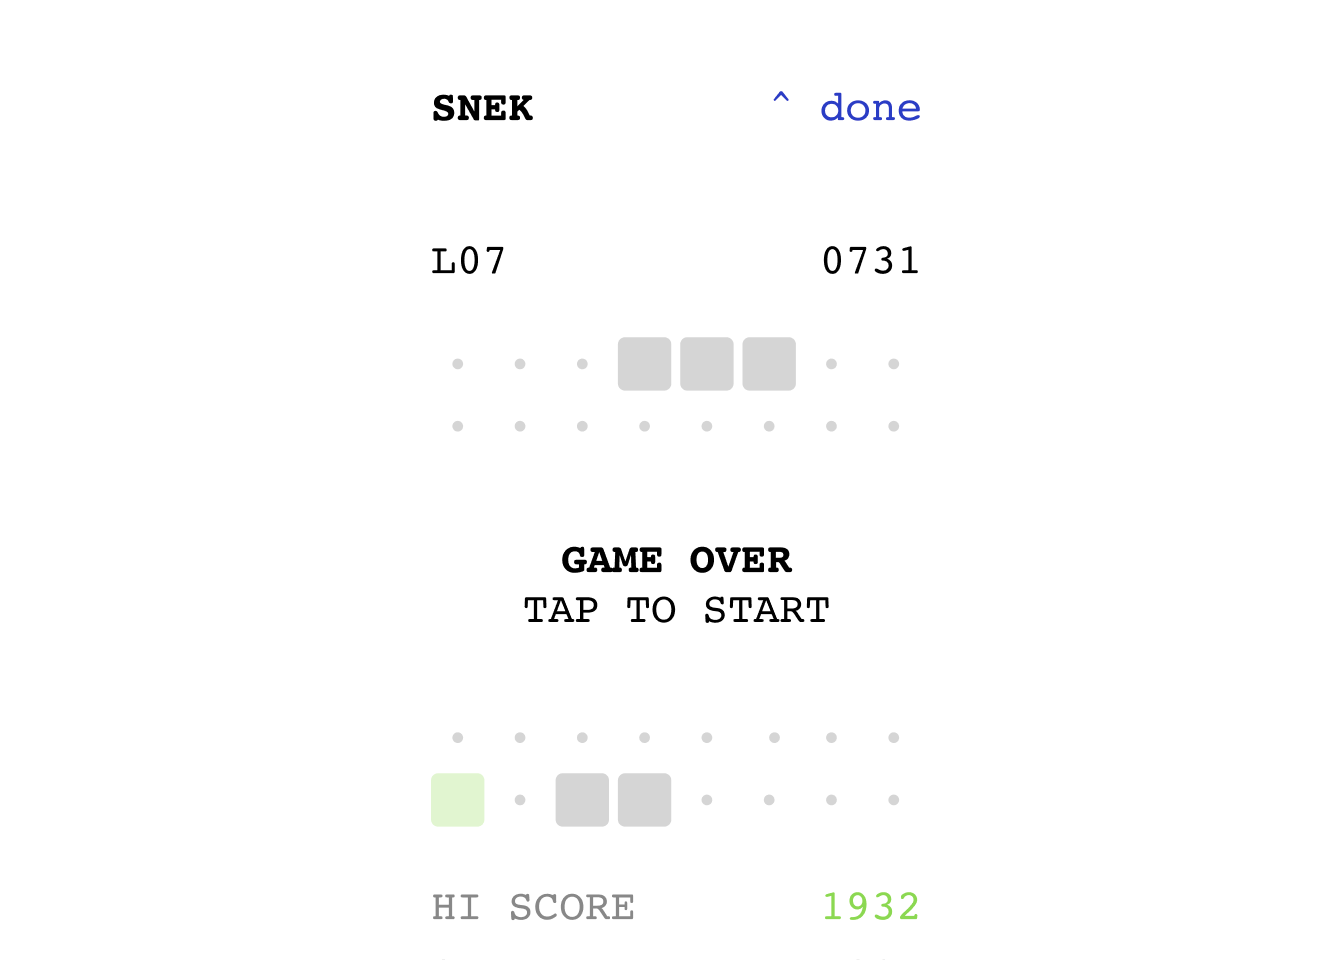 SNEK ^ done
L07 0731
GAME OVER
TAP TO START
HI SCORE 1932